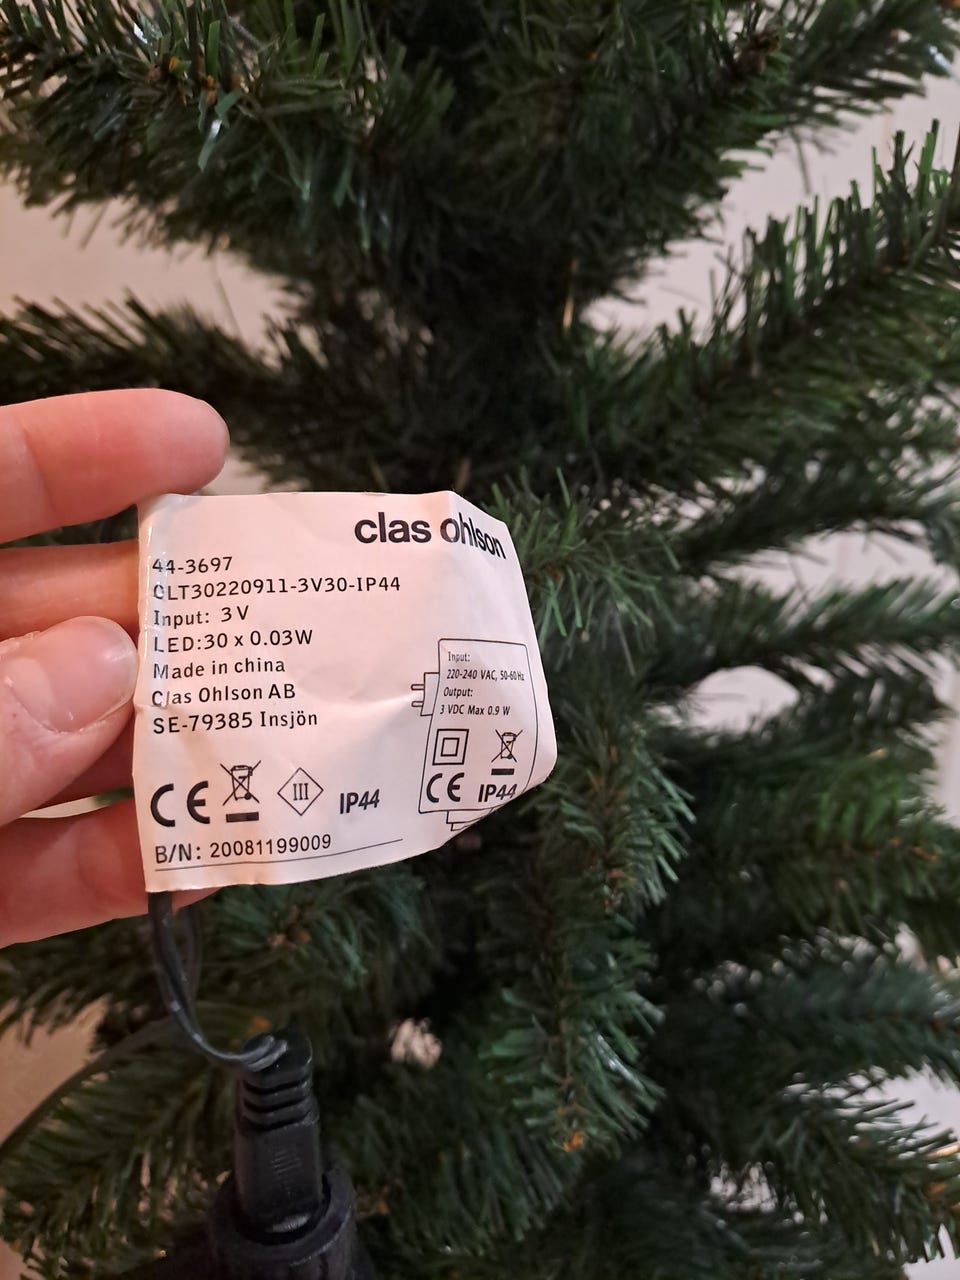 clas ohlson
44-3697
CLT30220911-3V30-IP44
Input: 3V
LED:30 x 0.03W
Made in china
Clas Ohlson AB
SE-79385 Insjön
III
IP44
B/N: 20081199009
Input:
220-240 VAC, 50-60 Hz
Output:
3 VDC Max 0.9 W
CE
IP44
CE